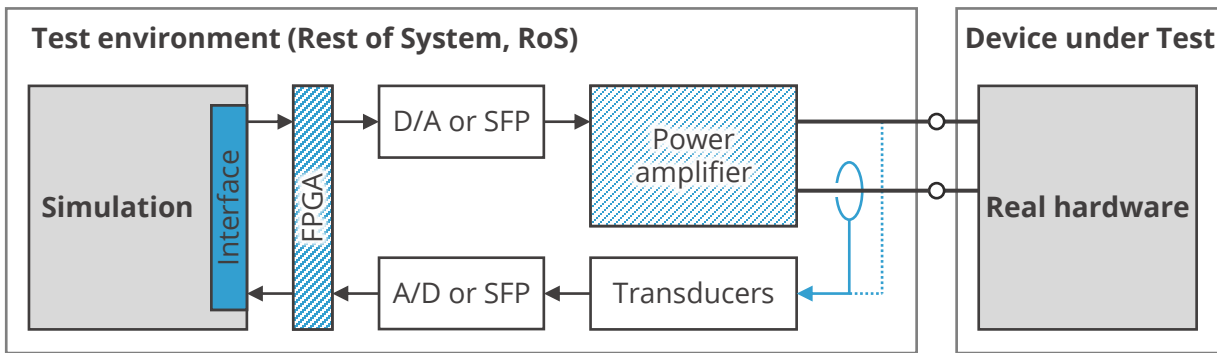 Test environment (Rest of System, RoS)
Device under Test
Simulation
Interface
FPGA
D/A or SFP
Power
amplifier
A/D or SFP
Transducers
Real hardware